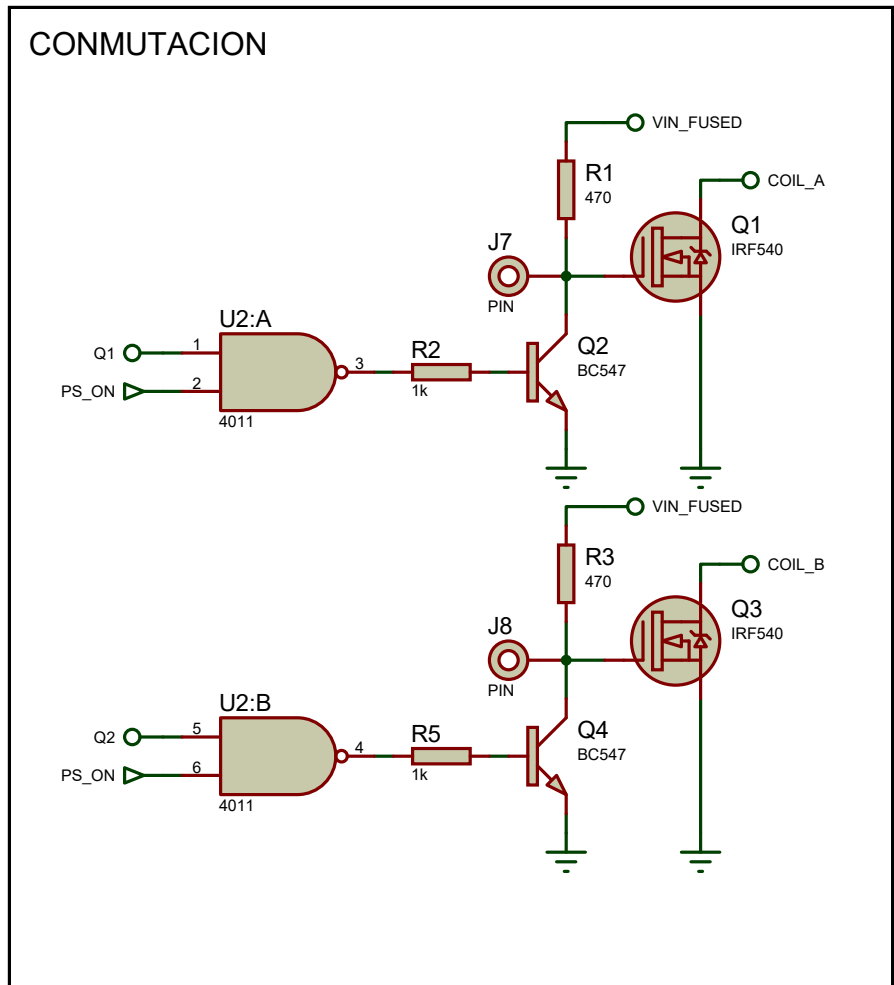 CONMUTACION
VIN_FUSED
R1
470
COIL_A
Q1
IRF540
J7
PIN
U2:A
Q1
1
PS_ON
2
3
4011
R2
1k
Q2
BC547
VIN_FUSED
R3
470
COIL_B
Q3
IRF540
J8
PIN
U2:B
Q2
5
PS_ON
6
4
4011
R5
1k
Q4
BC547